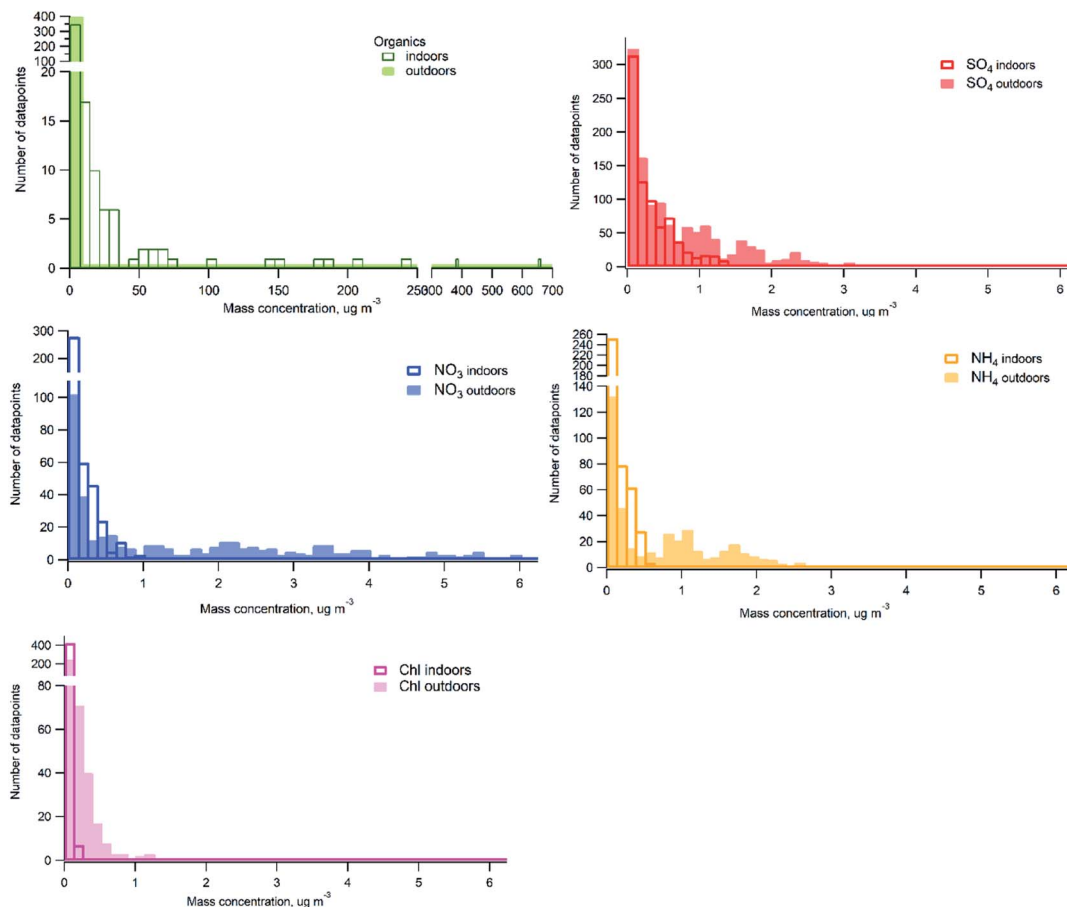 400
300
200
100
20
15
10
5
0
Number of datapoints
Organics
indoors
outdoors
0 50 100 150 200 250 300 400 500 600 700
Mass concentration, ug m-3
300
250
200
150
100
50
0
Number of datapoints
SO4 indoors
SO4 outdoors
0 1 2 3 4 5 6
Mass concentration, ug m-3
300
200
100
80
60
40
20
0
Number of datapoints
NO3 indoors
NO3 outdoors
0 1 2 3 4 5 6
Mass concentration, ug m-3
260
240
220
200
180
140
120
100
80
60
40
20
0
Number of datapoints
NH4 indoors
NH4 outdoors
0 1 2 3 4 5 6
Mass concentration, ug m-3
400
200
80
60
40
20
0
Number of datapoints
Chl indoors
Chl outdoors
0 1 2 3 4 5 6
Mass concentration, ug m-3